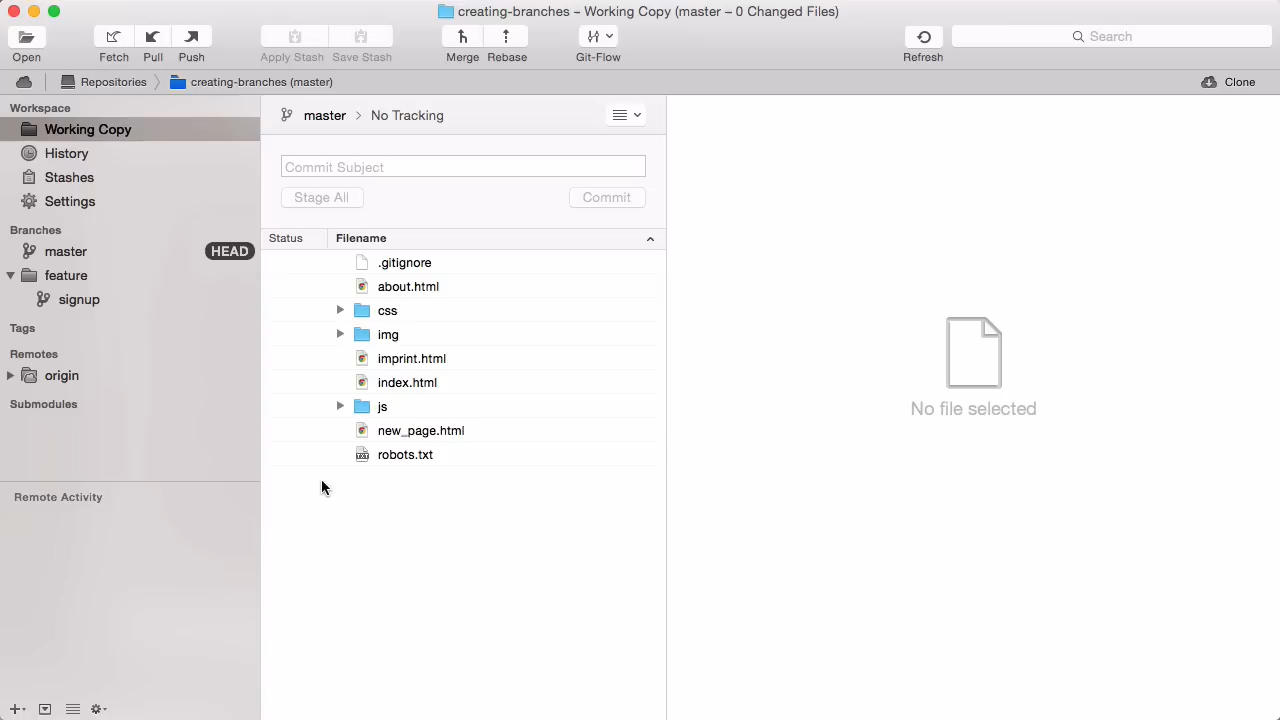 creating-branches – Working Copy (master – 0 Changed Files)
Open
Fetch
Pull
Push
Apply Stash
Save Stash
Merge
Rebase
Git-Flow
Refresh
Search
Repositories
creating-branches (master)
Clone
Workspace
Working Copy
History
Stashes
Settings
Branches
master
HEAD
feature
signup
Tags
Remotes
origin
Submodules
Remote Activity
master
No Tracking
Commit Subject
Stage All
Commit
Status
Filename
.gitignore
about.html
css
img
imprint.html
index.html
js
new_page.html
robots.txt
No file selected